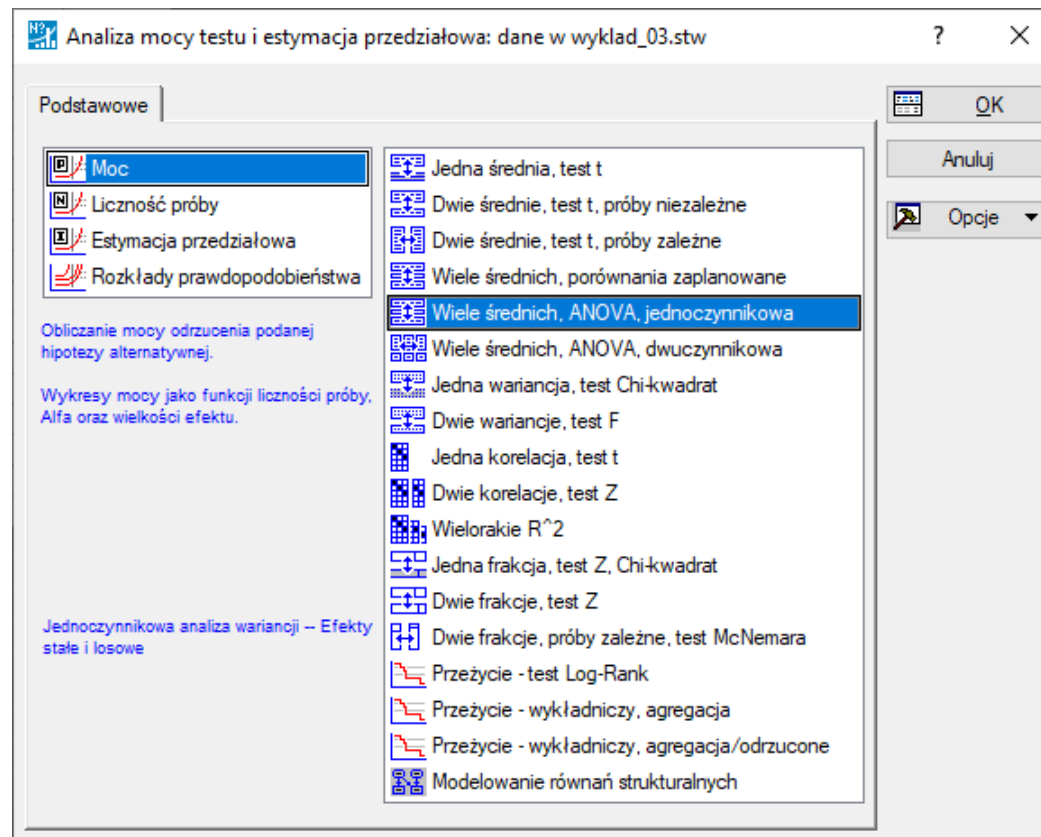 Analiza mocy testu i estymacja przedziałowa: dane w wyklad_03.stw
?
Podstawowe
OK
Anuluj
Opcje
Moc
Liczność próby
Estymacja przedziałowa
Rozkłady prawdopodobieństwa
Obliczanie mocy odrzucenia podanej
hipotezy alternatywnej.
Wykresy mocy jako funkcji liczności próby,
Alfa oraz wielkości efektu.
Jednoczynnikowa analiza wariancji -- Efekty
stałe i losowe
Jedna średnia, test t
Dwie średnie, test t, próby niezależne
Dwie średnie, test t, próby zależne
Wiele średnich, porównania zaplanowane
Wiele średnich, ANOVA, jednoczynnikowa
Wiele średnich, ANOVA, dwuczynnikowa
Jedna wariancja, test Chi-kwadrat
Dwie wariancje, test F
Jedna korelacja, test t
Dwie korelacje, test Z
Wielorakie R^2
Jedna frakcja, test Z, Chi-kwadrat
Dwie frakcje, test Z
Dwie frakcje, próby zależne, test McNemara
Przeżycie - test Log-Rank
Przeżycie - wykładniczy, agregacja
Przeżycie - wykładniczy, agregacja/odrzucone
Modelowanie równań strukturalnych